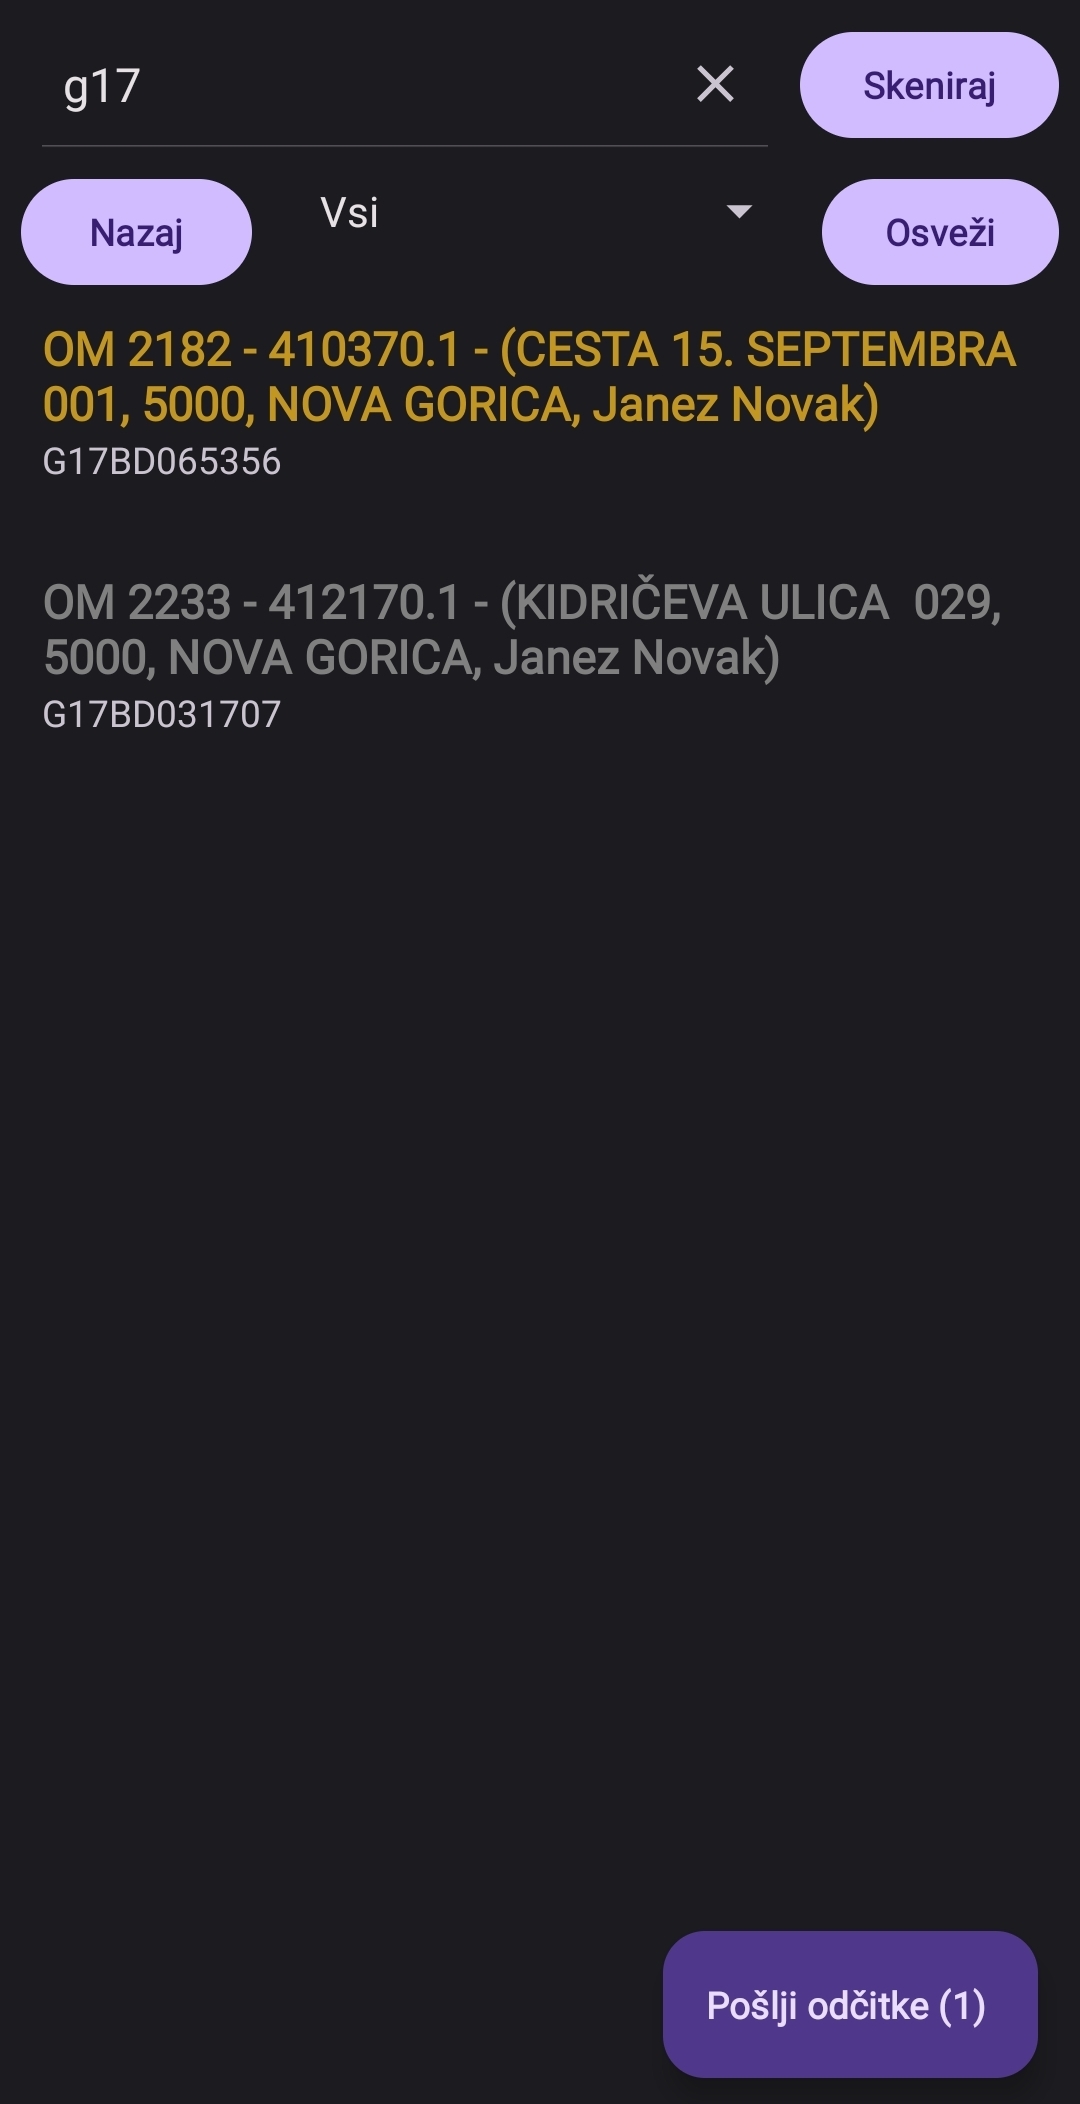 g17
Skeniraj
Nazaj
Vsi
Osveži
OM 2182 - 410370.1 - (CESTA 15. SEPTEMBRA
001, 5000, NOVA GORICA, Janez Novak)
G17BD065356
OM 2233 - 412170.1 - (KIDRIČEVA ULICA  029,
5000, NOVA GORICA, Janez Novak)
G17BD031707
Pošlji odčitke (1)